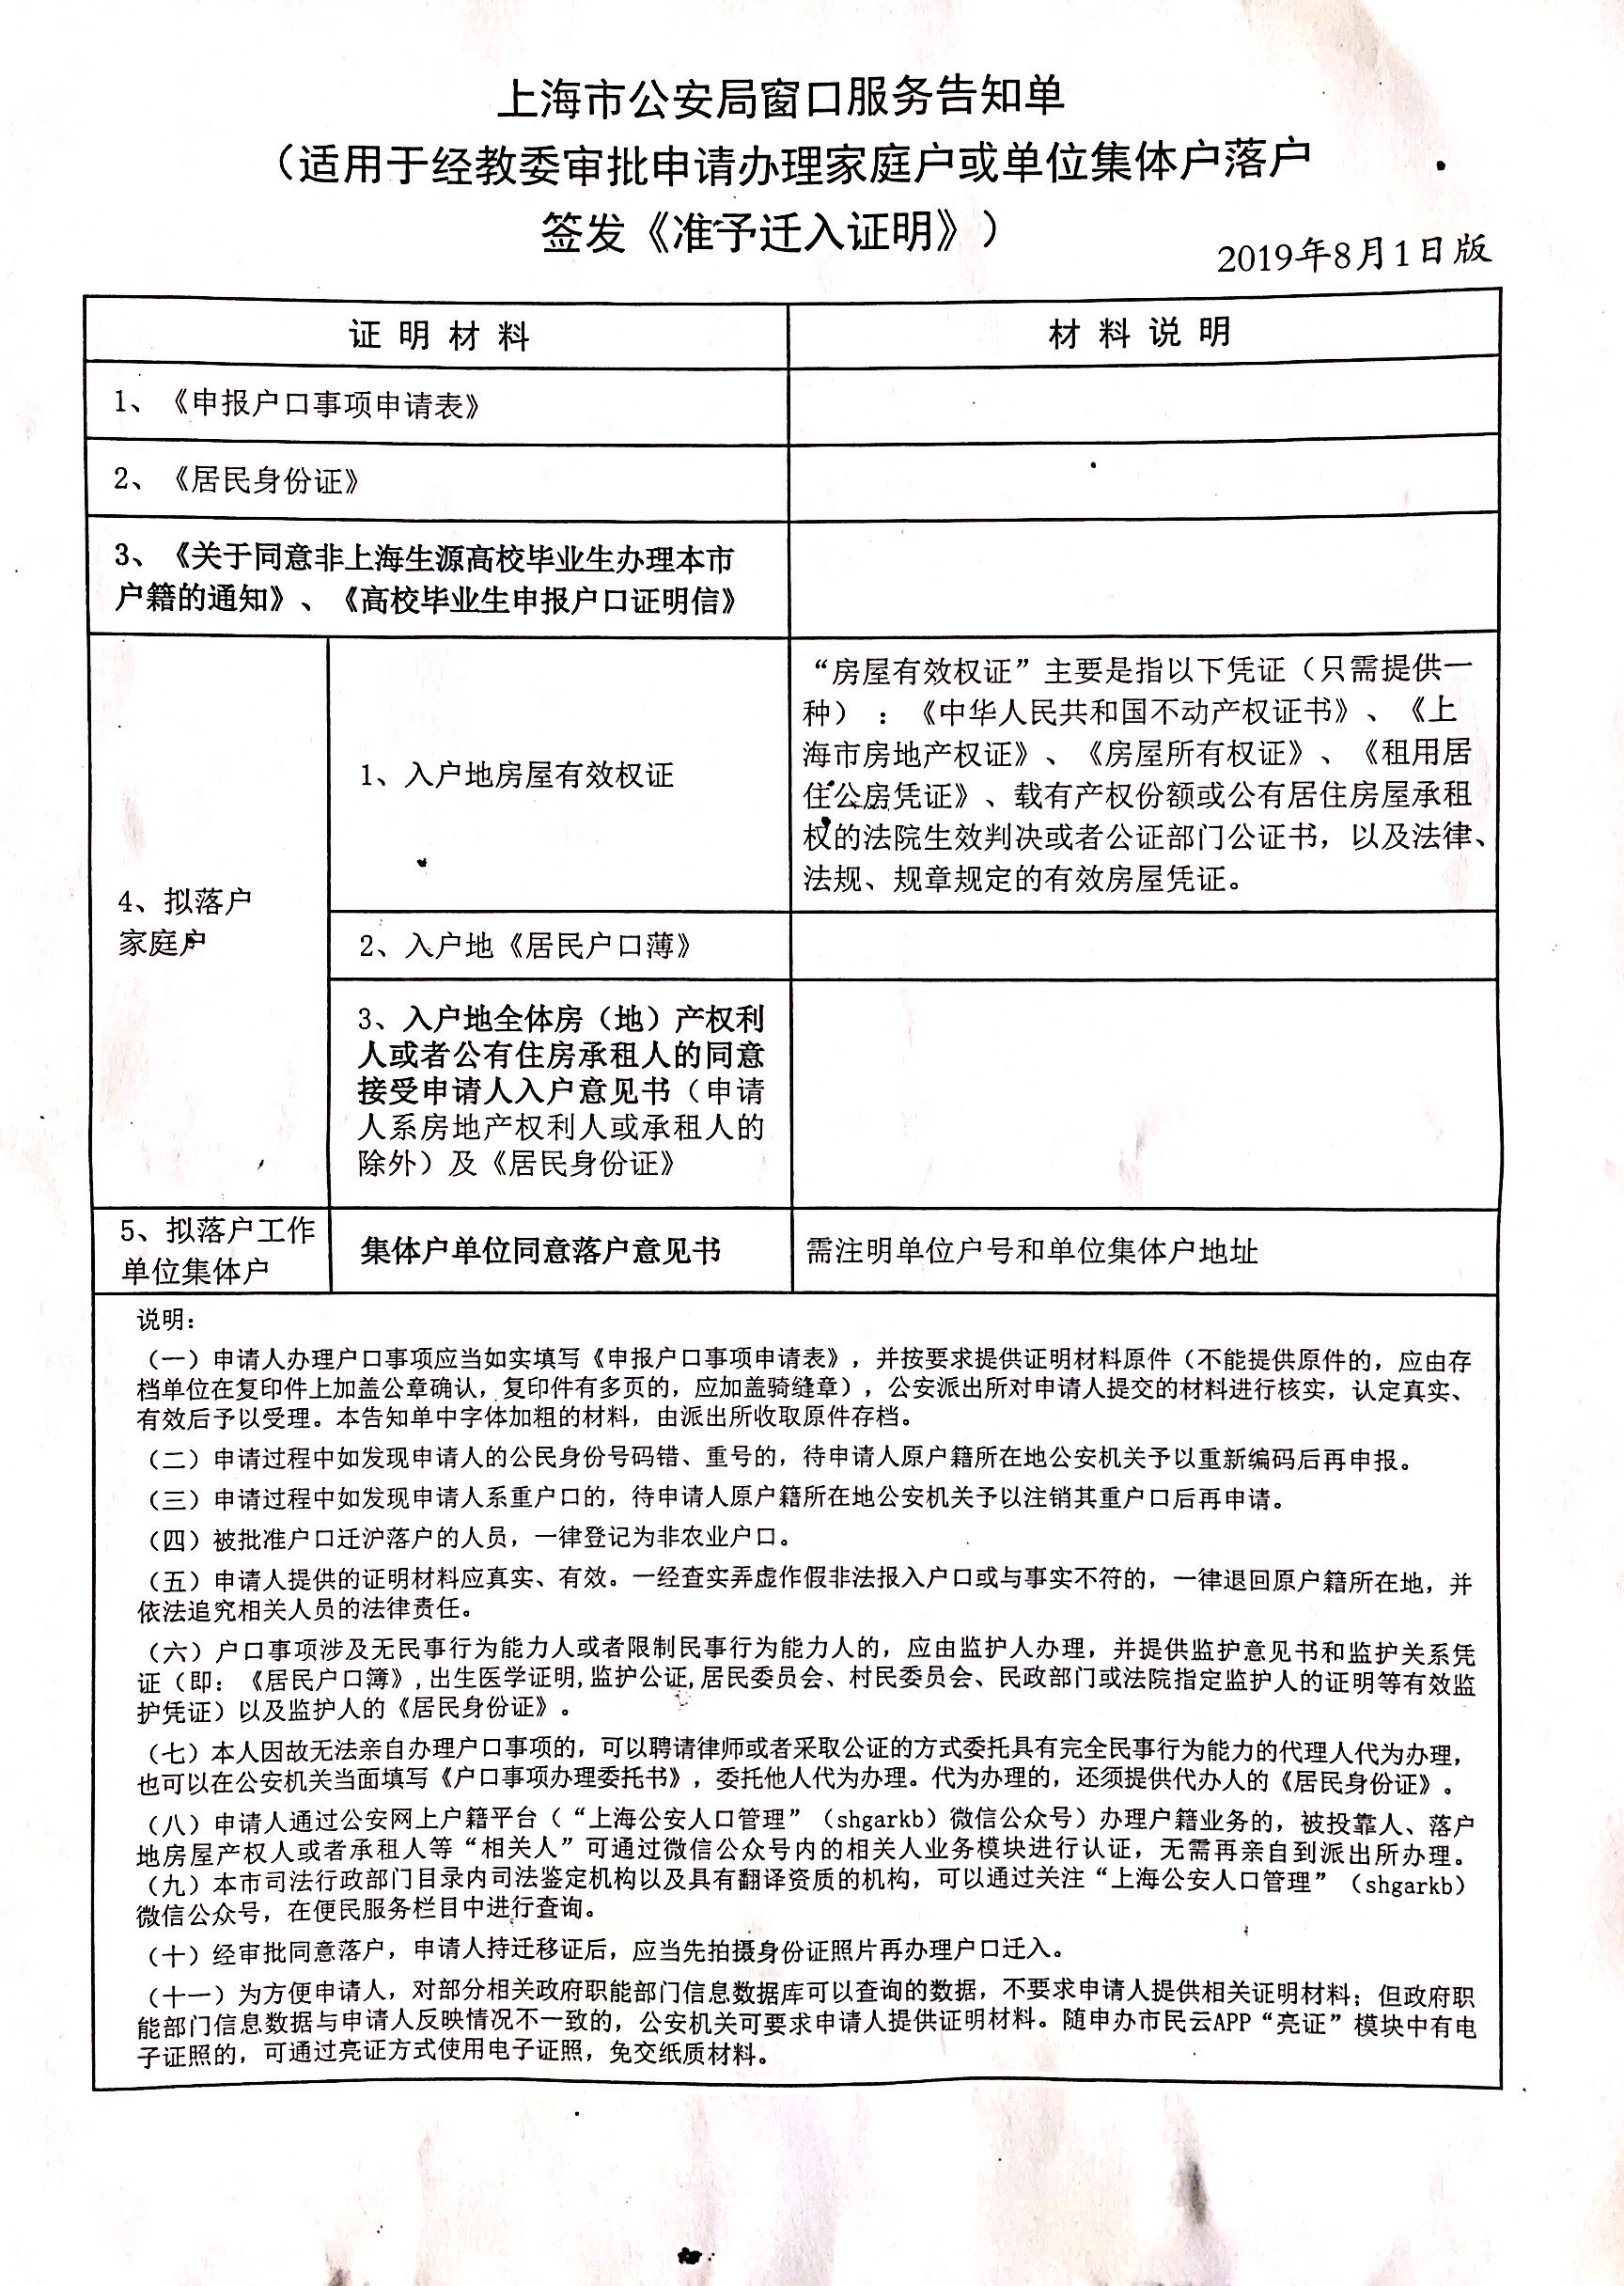 上海市公安局窗口服务告知单
（适用于经教委审批申请办理家庭户或单位集体户落户
签发《准予迁入证明》）
2019年8月1日版
证明材料
材料说明
1、《申报户口事项申请表》
2、《居民身份证》
3、《关于同意非上海生源高校毕业生办理本市
户籍的通知》、《高校毕业生申报户口证明信》
4、拟落户
家庭户
1、入户地房屋有效权证
“房屋有效权证”主要是指以下凭证（只需提供一
种）：《中华人民共和国不动产权证书》、《上
海市房地产权证》、《房屋所有权证》、《租用居
住公房凭证》、载有产权份额或公有居住房屋承租
权的法院生效判决或者公证部门公证书，以及法律、
法规、规章规定的有效房屋凭证。
2、入户地《居民户口薄》
3、入户地全体房（地）产权利
人或者公有住房承租人的同意
接受申请人入户意见书（申请
人系房地产权利人或承租人的
除外）及《居民身份证》
5、拟落户工作
单位集体户
集体户单位同意落户意见书
需注明单位户号和单位集体户地址
说明：
（一）申请人办理户口事项应当如实填写《申报户口事项申请表》，并按要求提供证明材料原件（不能提供原件的，应由存
档单位在复印件上加盖公章确认，复印件有多页的，应加盖骑缝章），公安派出所对申请人提交的材料进行核实，认定真实、
有效后予以受理。本告知单中字体加粗的材料，由派出所收取原件存档。
（二）申请过程中如发现申请人的公民身份号码错、重号的，待申请人原户籍所在地公安机关予以重新编码后再申报。
（三）申请过程中如发现申请人系重户口的，待申请人原户籍所在地公安机关予以注销其重户口后再申请。
（四）被批准户口迁沪落户的人员，一律登记为非农业户口。
（五）申请人提供的证明材料应真实、有效。一经查实弄虚作假非法报入户口或与事实不符的，一律退回原户籍所在地，并
依法追究相关人员的法律责任。
（六）户口事项涉及无民事行为能力人或者限制民事行为能力人的，应由监护人办理，并提供监护意见书和监护关系凭
证（即：《居民户口簿》,出生医学证明,监护公证,居民委员会、村民委员会、民政部门或法院指定监护人的证明等有效监
护凭证）以及监护人的《居民身份证》。
（七）本人因故无法亲自办理户口事项的，可以聘请律师或者采取公证的方式委托具有完全民事行为能力的代理人代为办理，
也可以在公安机关当面填写《户口事项办理委托书》，委托他人代为办理。代为办理的，还须提供代办人的《居民身份证》。
（八）申请人通过公安网上户籍平台（“上海公安人口管理”（shgarkb）微信公众号）办理户籍业务的，被投靠人、落户
地房屋产权人或者承租人等“相关人”可通过微信公众号内的相关人业务模块进行认证，无需再亲自到派出所办理。
（九）本市司法行政部门目录内司法鉴定机构以及具有翻译资质的机构，可以通过关注“上海公安人口管理”（shgarkb）
微信公众号，在便民服务栏目中进行查询。
（十）经审批同意落户，申请人持迁移证后，应当先拍摄身份证照片再办理户口迁入。
（十一）为方便申请人，对部分相关政府职能部门信息数据库可以查询的数据，不要求申请人提供相关证明材料；但政府职
能部门信息数据与申请人反映情况不一致的，公安机关可要求申请人提供证明材料。随申办市民云APP“亮证”模块中有电
子证照的，可通过亮证方式使用电子证照，免交纸质材料。